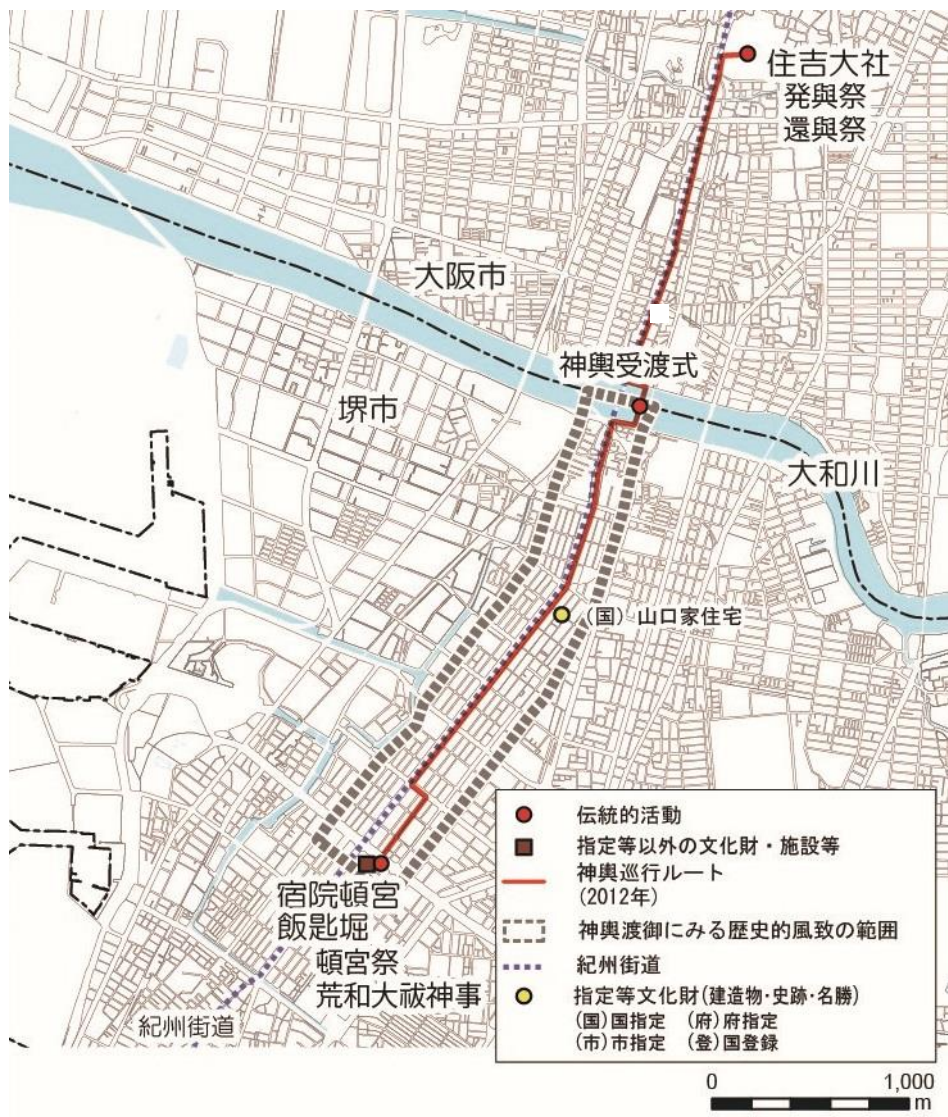 住吉大社
発輿祭
還輿祭
大阪市
神輿受渡式
堺市
大和川
(国) 山口家住宅
宿院頓宮
飯匙堀
頓宮祭
荒和大祓神事
紀州街道
伝統的活動
指定等以外の文化財・施設等
神輿巡行ルート
(2012年)
神輿渡御にみる歴史的風致の範囲
紀州街道
指定等文化財(建造物・史跡・名勝)
(国)国指定 (府)府指定
(市)市指定 (登)国登録
0 1,000
m